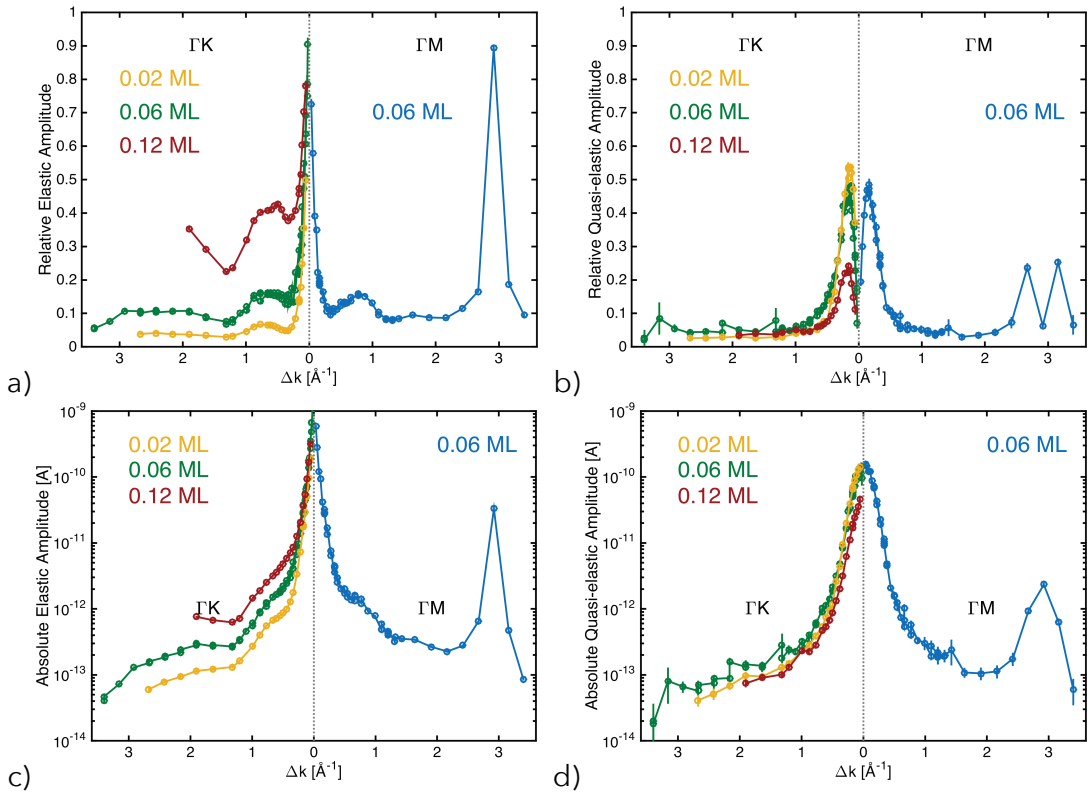 1
0.9
0.8
0.7
0.6
0.5
0.4
0.3
0.2
0.1
0
Relative Elastic Amplitude
ΓK
ΓM
0.02 ML
0.06 ML
0.12 ML
0.06 ML
3 2 1 0 1 2 3
Δk [Å⁻¹]
a)
1
0.9
0.8
0.7
0.6
0.5
0.4
0.3
0.2
0.1
0
Relative Quasi-elastic Amplitude
ΓK
ΓM
0.02 ML
0.06 ML
0.12 ML
0.06 ML
3 2 1 0 1 2 3
Δk [Å⁻¹]
b)
10⁻⁹
10⁻¹⁰
10⁻¹¹
10⁻¹²
10⁻¹³
10⁻¹⁴
Absolute Elastic Amplitude [A]
0.02 ML
0.06 ML
0.12 ML
0.06 ML
ΓK
ΓM
3 2 1 0 1 2 3
Δk [Å⁻¹]
c)
10⁻⁹
10⁻¹⁰
10⁻¹¹
10⁻¹²
10⁻¹³
10⁻¹⁴
Absolute Quasi-elastic Amplitude [A]
0.02 ML
0.06 ML
0.12 ML
0.06 ML
ΓK
ΓM
3 2 1 0 1 2 3
Δk [Å⁻¹]
d)